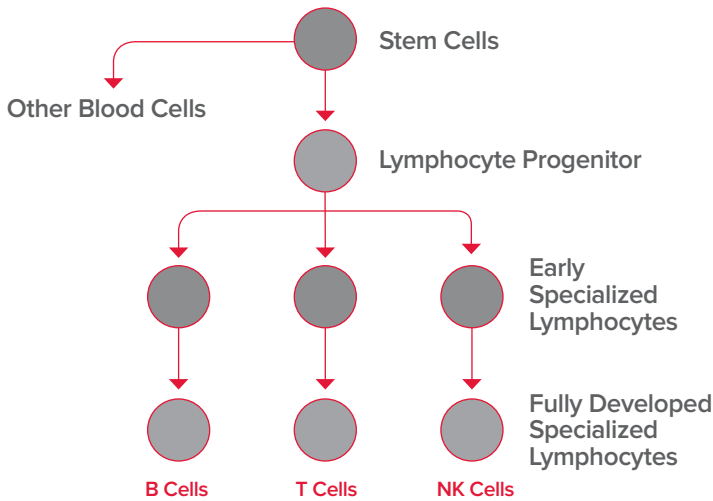 Stem Cells
Other Blood Cells
Lymphocyte Progenitor
Early
Specialized
Lymphocytes
Fully Developed
Specialized
Lymphocytes
B Cells
T Cells
NK Cells